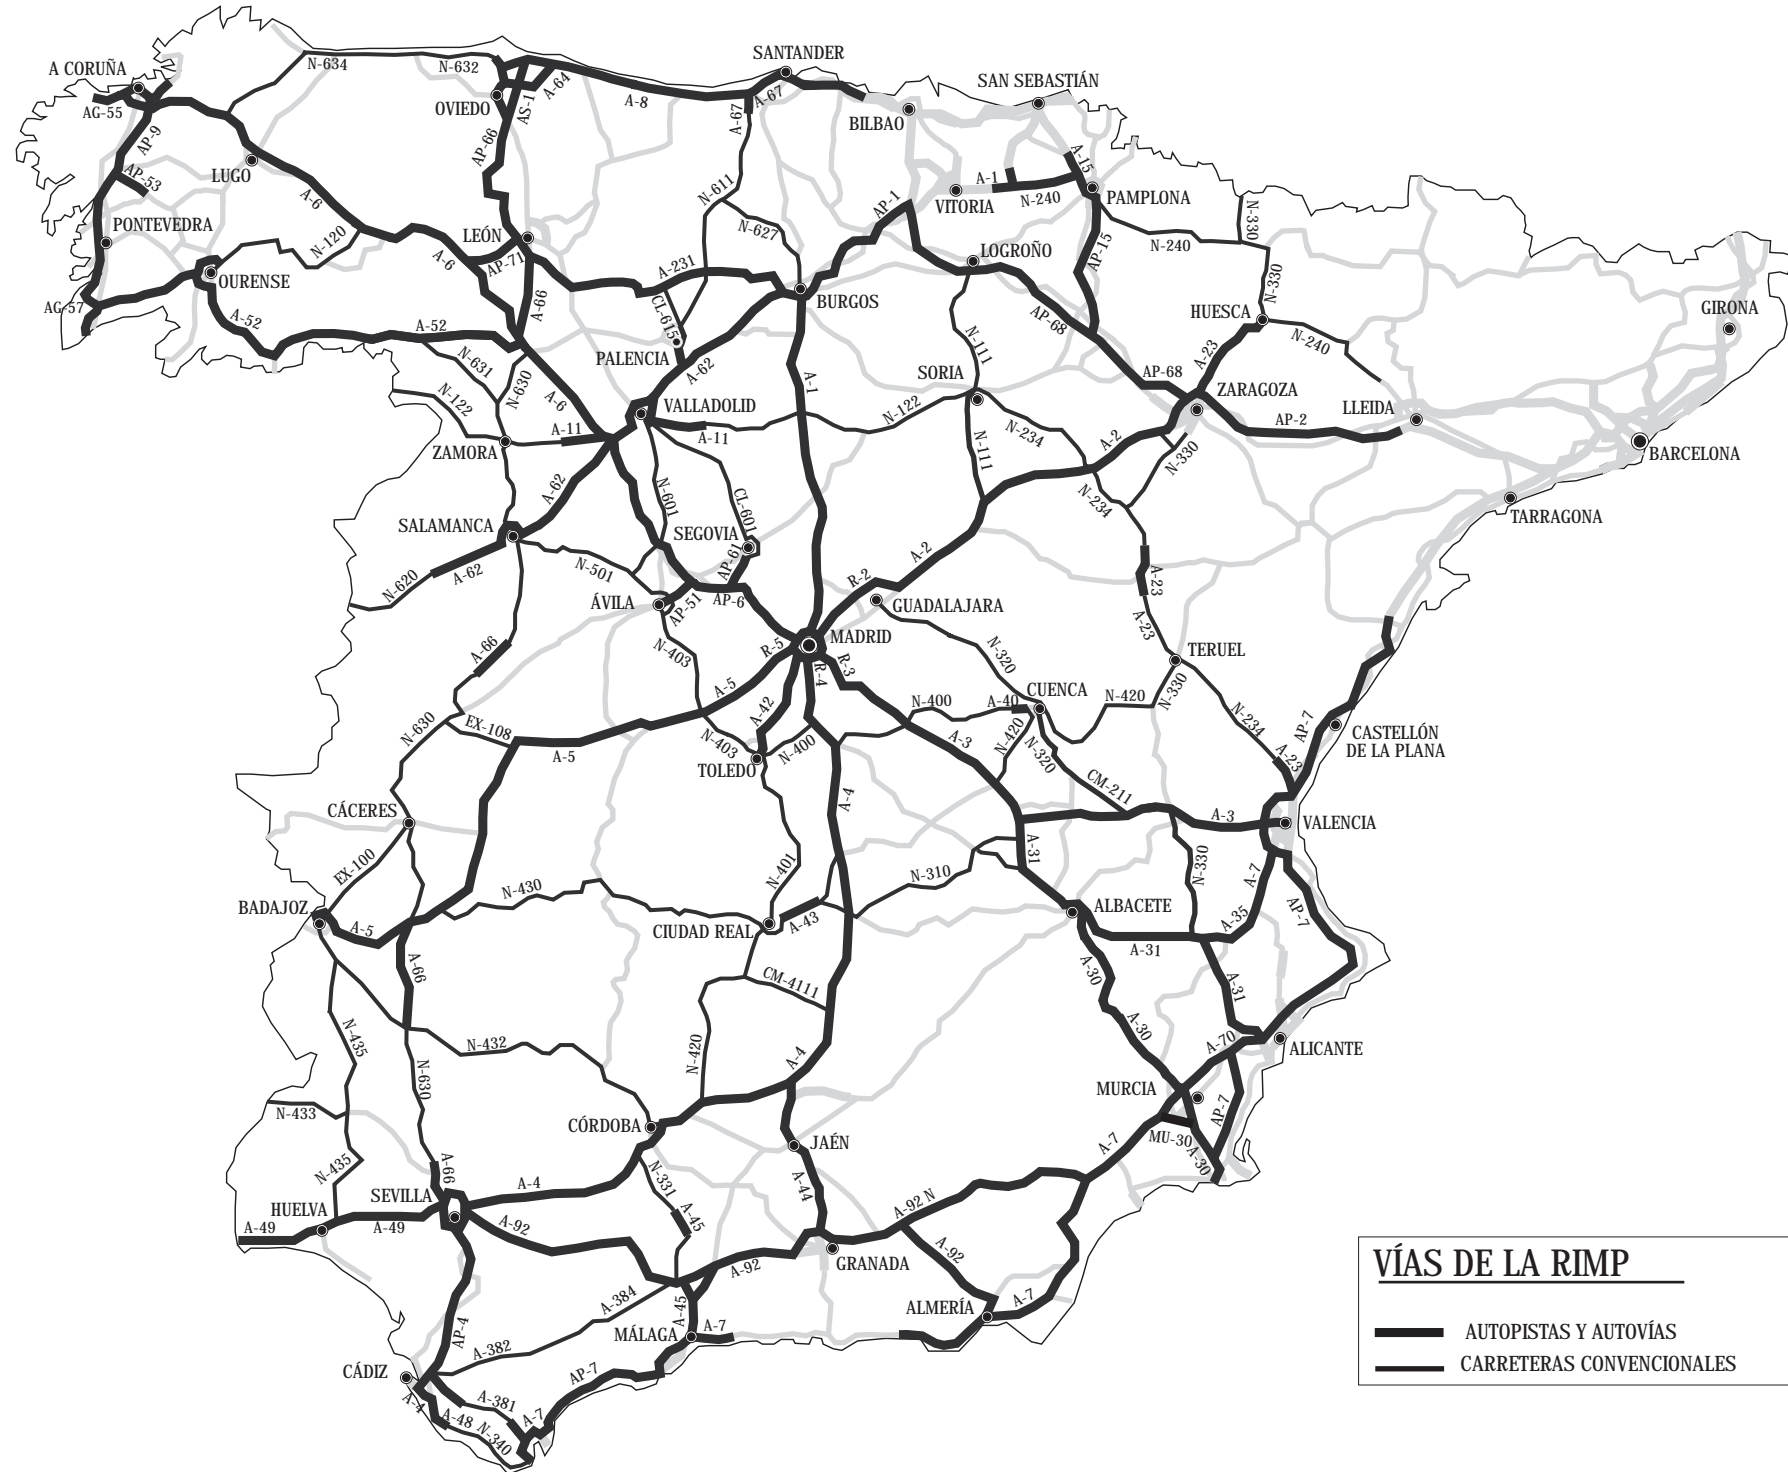 SANTANDER
A CORUÑA
N-634
N-632
SAN SEBASTIÁN
A-64
A-8
A-67
A-67
AG-55
OVIEDO
AS-1
BILBAO
AP-9
AP-66
A-15
AP-53
LUGO
A-6
N-611
AP-1
VITORIA
A-1
N-240
PAMPLONA
PONTEVEDRA
N-120
LEÓN
N-627
LOGROÑO
AP-15
N-240
N-330
A-6
AP-71
A-231
OURENSE
BURGOS
N-330
AG-57
A-52
A-52
A-66
CL-615
AP-68
HUESCA
GIRONA
N-631
N-630
PALENCIA
A-62
A-1
SORIA
N-111
A-23
N-240
AP-68
ZARAGOZA
N-122
A-6
VALLADOLID
N-122
LLEIDA
A-11
A-11
N-234
A-2
AP-2
ZAMORA
N-330
BARCELONA
A-62
N-601
CL-601
N-111
N-234
SALAMANCA
SEGOVIA
TARRAGONA
N-620
A-62
N-501
AP-61
A-2
R-2
A-23
ÁVILA
AP-51
AP-6
GUADALAJARA
A-23
A-66
N-403
R-5
MADRID
R-3
R-4
N-320
TERUEL
A-5
A-42
N-400
A-40
CUENCA
N-420
N-330
N-630
EX-108
A-5
N-403
N-400
A-3
N-420
N-320
N-234
AP-7
CASTELLÓN
DE LA PLANA
TOLEDO
A-23
A-4
CM-211
CÁCERES
A-3
VALENCIA
EX-100
N-401
A-31
N-330
A-7
N-430
N-310
BADAJOZ
A-5
CIUDAD REAL
A-43
ALBACETE
A-35
AP-7
A-66
A-31
CM-4111
A-30
A-31
N-435
N-432
N-420
A-4
A-30
A-70
ALICANTE
N-630
MURCIA
N-433
CÓRDOBA
JAÉN
AP-7
A-7
MU-30
A-30
N-435
A-66
N-331
SEVILLA
A-4
A-44
A-92 N
HUELVA
A-49
A-49
A-92
A-45
A-92
A-92
GRANADA
VÍAS DE LA RIMP
A-384
A-45
ALMERÍA
A-7
AP-4
MÁLAGA
A-7
AUTOPISTAS Y AUTOVÍAS
A-382
CARRETERAS CONVENCIONALES
CÁDIZ
AP-7
A-4
A-381
A-48
A-7
N-340